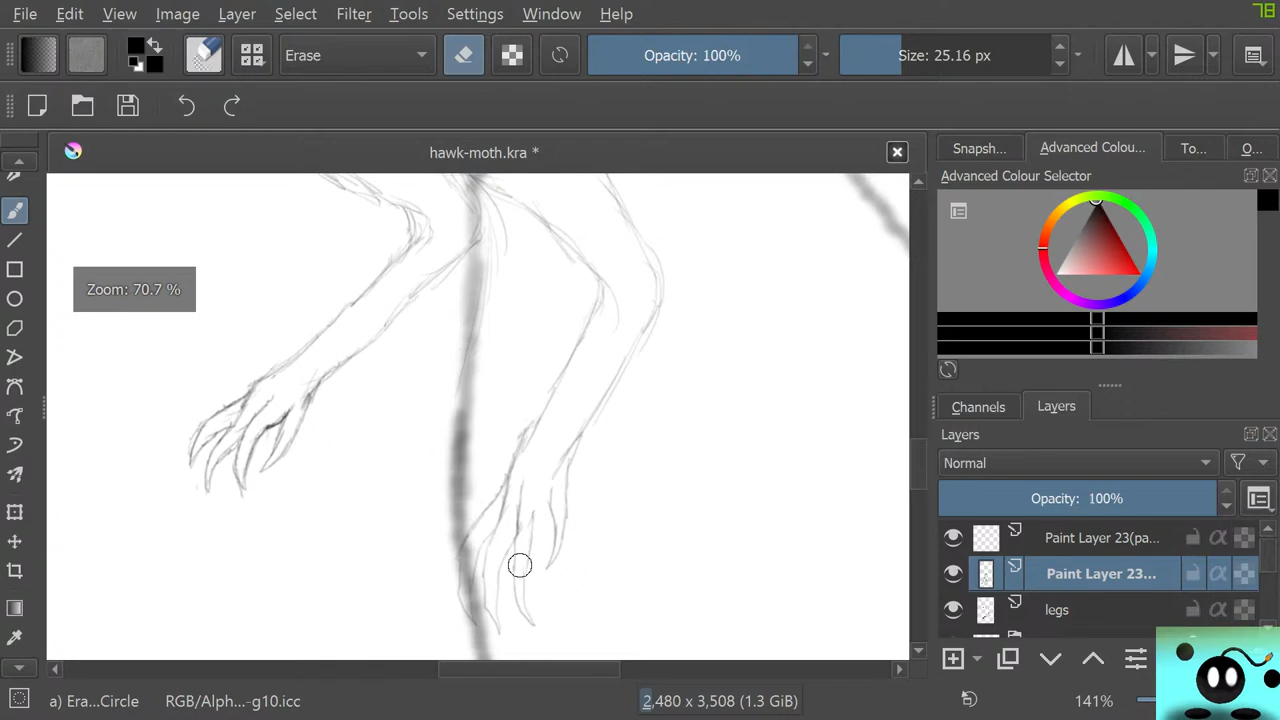 File Edit View Image Layer Select Filter Tools Settings Window Help
78
Erase
Opacity: 100%
Size: 25.16 px
hawk-moth.kra *
Snapsh... Advanced Colou... To... O...
Advanced Colour Selector
Zoom: 70.7 %
Channels Layers
Layers
Normal
Opacity: 100%
Paint Layer 23(pa...
Paint Layer 23...
legs
a) Era...Circle
RGB/Alph...-g10.icc
2,480 x 3,508 (1.3 GiB)
141%